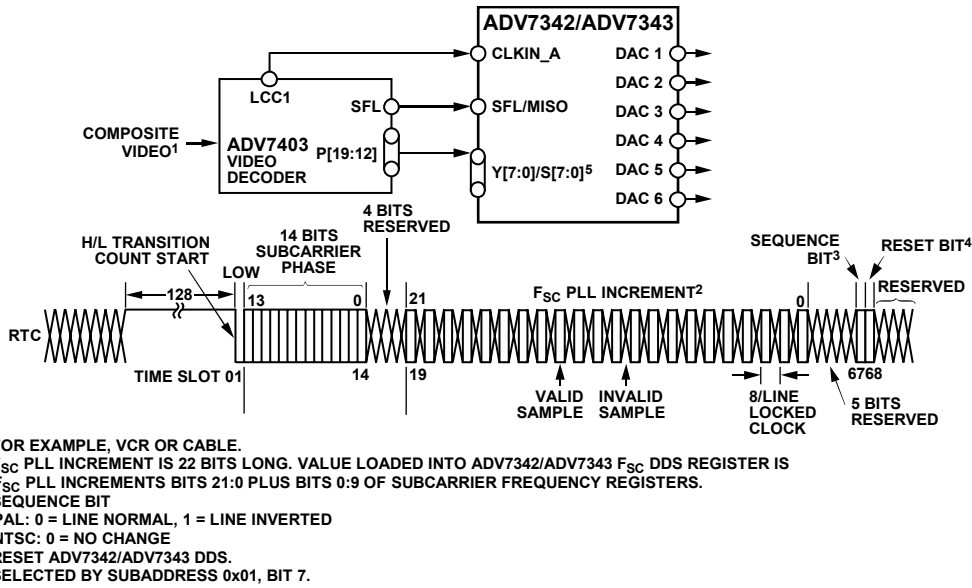 ADV7342/ADV7343
CLKIN_A
DAC 1
DAC 2
LCC1
SFL
SFL/MISO
DAC 3
COMPOSITE
VIDEO1
ADV7403
VIDEO
DECODER
P[19:12]
DAC 4
Y[7:0]/S[7:0]5
DAC 5
DAC 6
4 BITS
RESERVED
H/L TRANSITION
COUNT START
14 BITS
SUBCARRIER
PHASE
SEQUENCE
BIT3
RESET BIT4
LOW
128
13
0
21
FSC PLL INCREMENT2
0
RESERVED
RTC
TIME SLOT 01
14
19
6768
VALID
SAMPLE
INVALID
SAMPLE
8/LINE
LOCKED
CLOCK
5 BITS
RESERVED
FOR EXAMPLE, VCR OR CABLE.
FSC PLL INCREMENT IS 22 BITS LONG. VALUE LOADED INTO ADV7342/ADV7343 FSC DDS REGISTER IS
FSC PLL INCREMENTS BITS 21:0 PLUS BITS 0:9 OF SUBCARRIER FREQUENCY REGISTERS.
SEQUENCE BIT
PAL: 0 = LINE NORMAL, 1 = LINE INVERTED
NTSC: 0 = NO CHANGE
RESET ADV7342/ADV7343 DDS.
SELECTED BY SUBADDRESS 0x01, BIT 7.